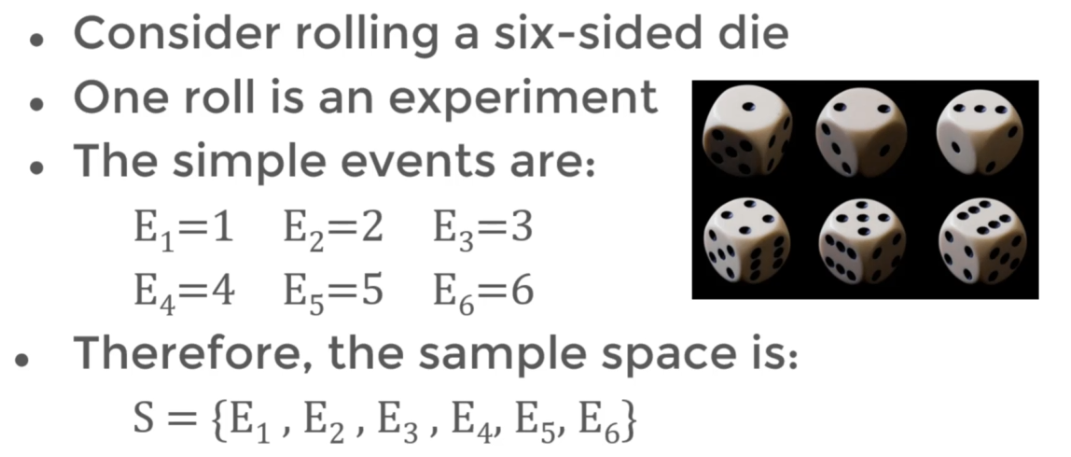 • Consider rolling a six-sided die
• One roll is an experiment
• The simple events are:
E₁=1 E₂=2 E₃=3
E₄=4 E₅=5 E₆=6
• Therefore, the sample space is:
S = {E₁ , E₂ , E₃ , E₄, E₅, E₆}